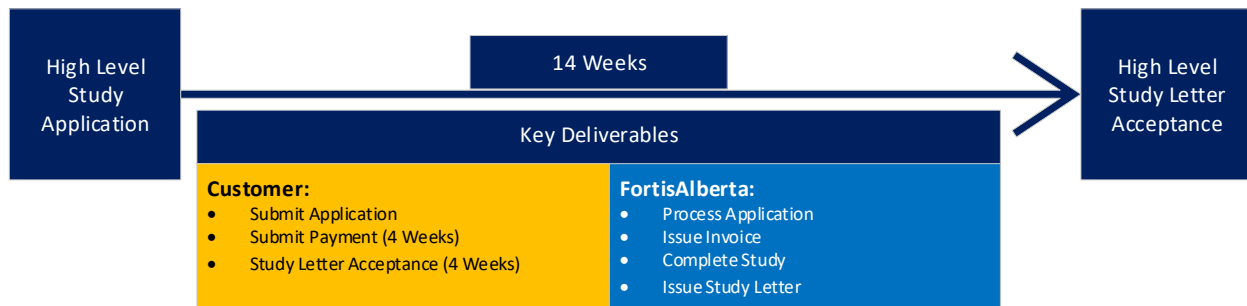 High Level
Study
Application
14 Weeks
High Level
Study Letter
Acceptance
Key Deliverables
Customer:
• Submit Application
• Submit Payment (4 Weeks)
• Study Letter Acceptance (4 Weeks)
FortisAlberta:
• Process Application
• Issue Invoice
• Complete Study
• Issue Study Letter